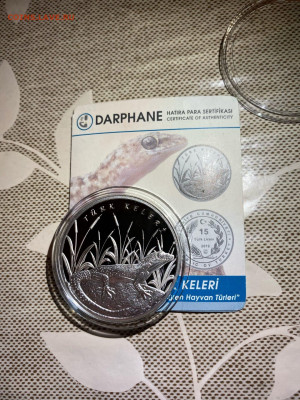 DARPHANE
HATIRA PARA SERTİFİKASI
CERTIFICATE OF AUTHENTICITY
TÜRK KELERİ
15
KELERİ
Hayvan Türleri"